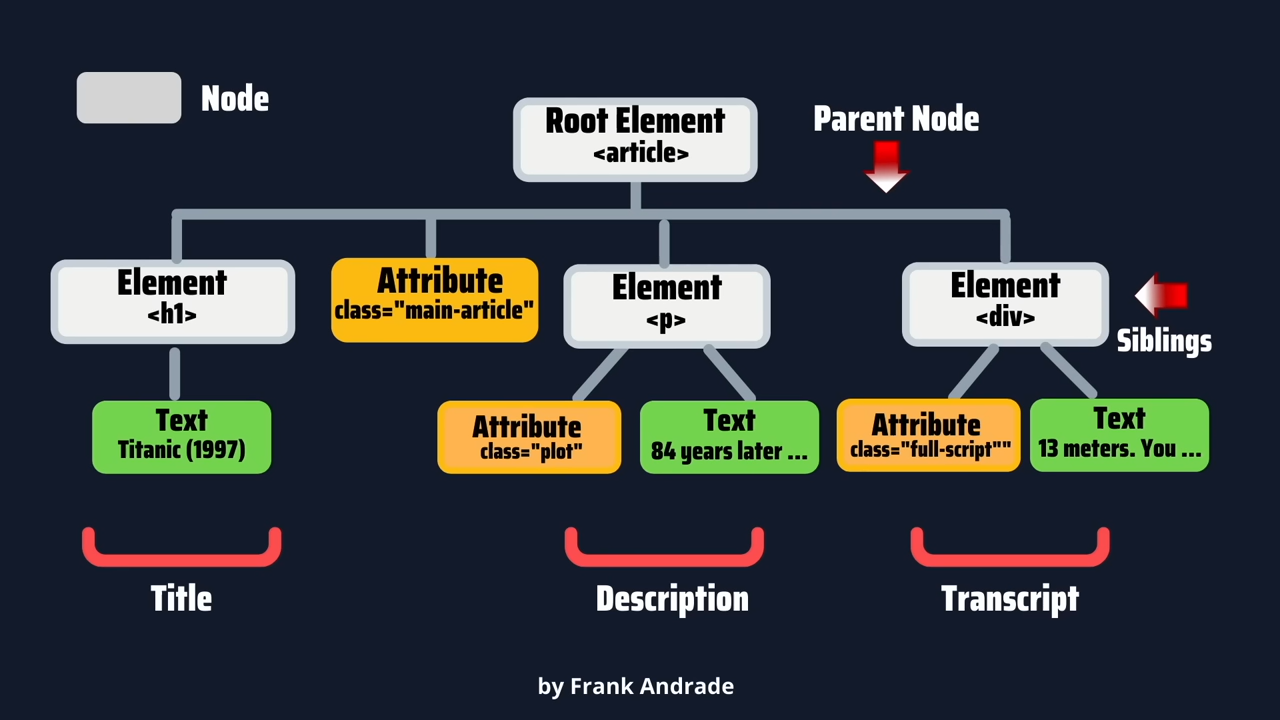 Node
Root Element
<article>
Parent Node
Element
<h1>
Attribute
class="main-article"
Element
<p>
Element
<div>
Siblings
Text
Titanic (1997)
Attribute
class="plot"
Text
84 years later ...
Attribute
class="full-script""
Text
13 meters. You ...
Title
Description
Transcript
by Frank Andrade